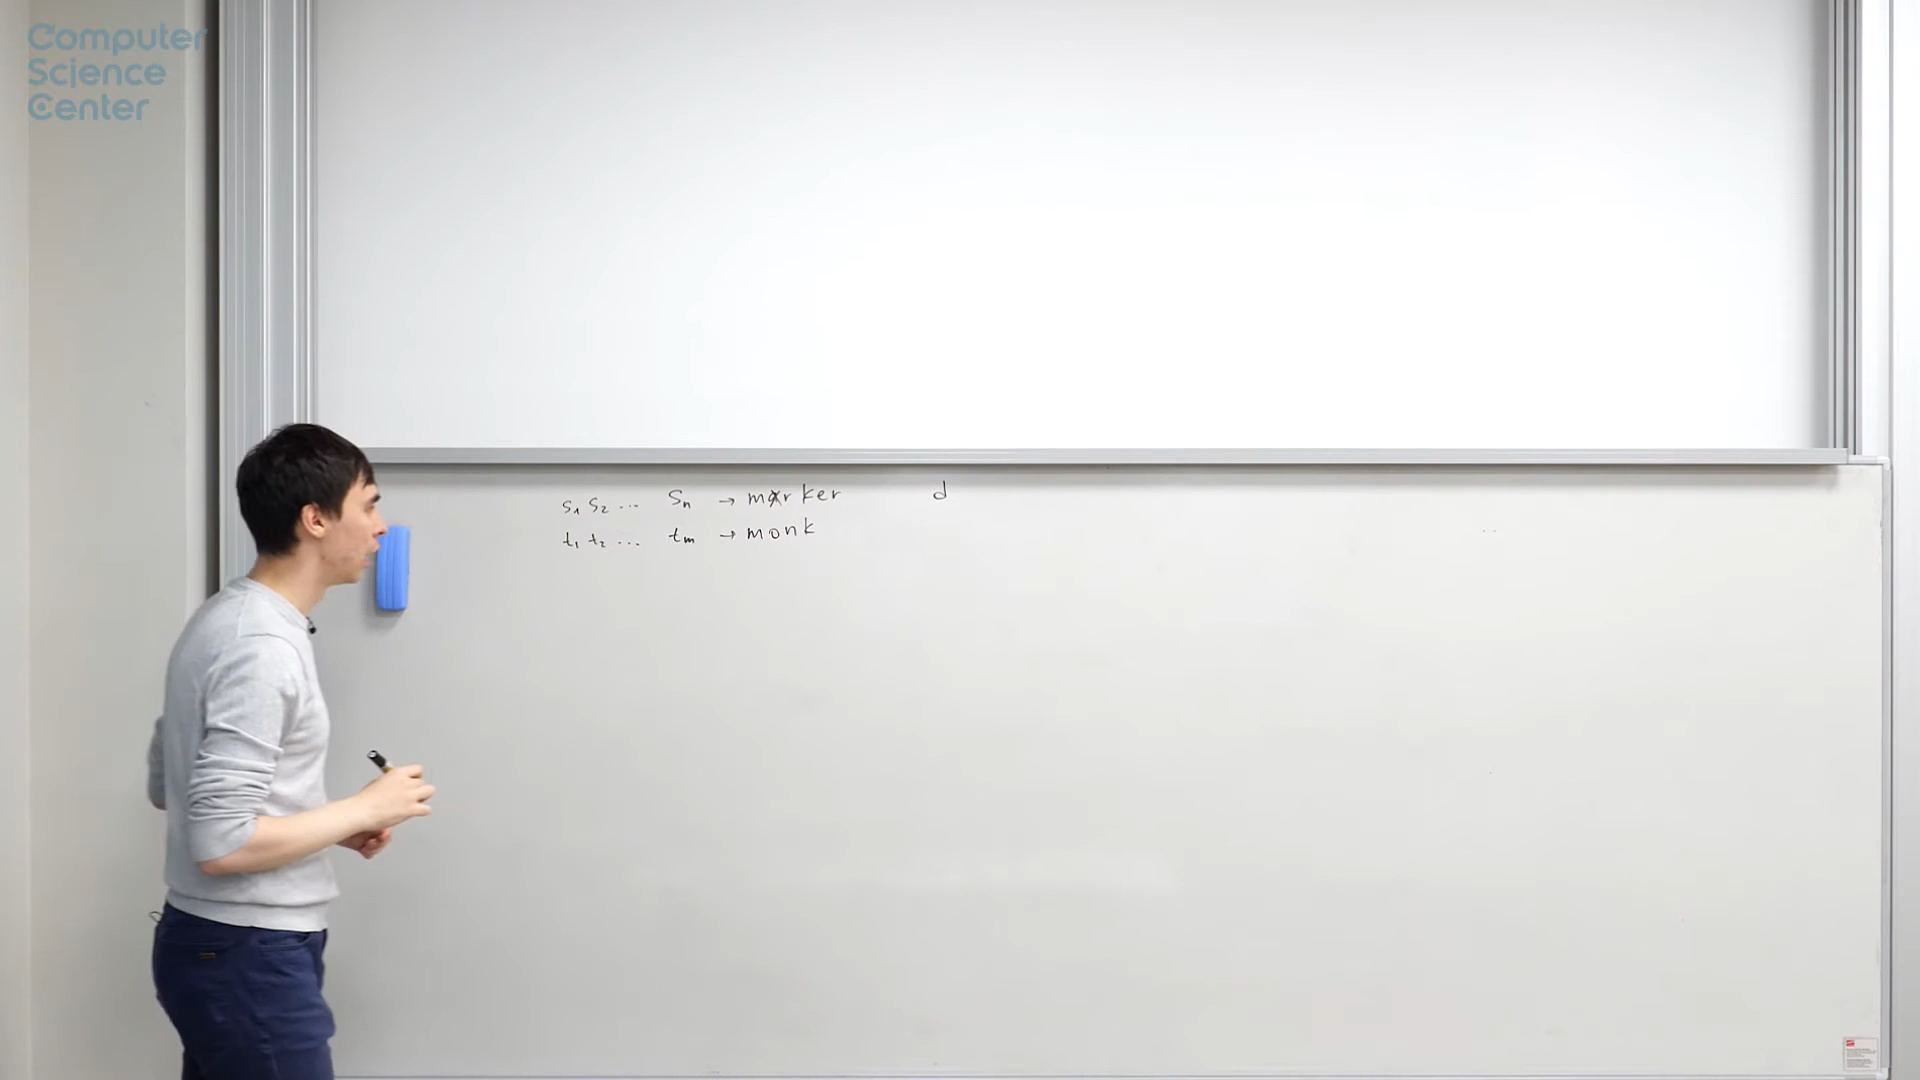 Computer
Science
Center
s₁ s₂ ... sₙ → marker d
t₁ t₂ ... tₘ → monk